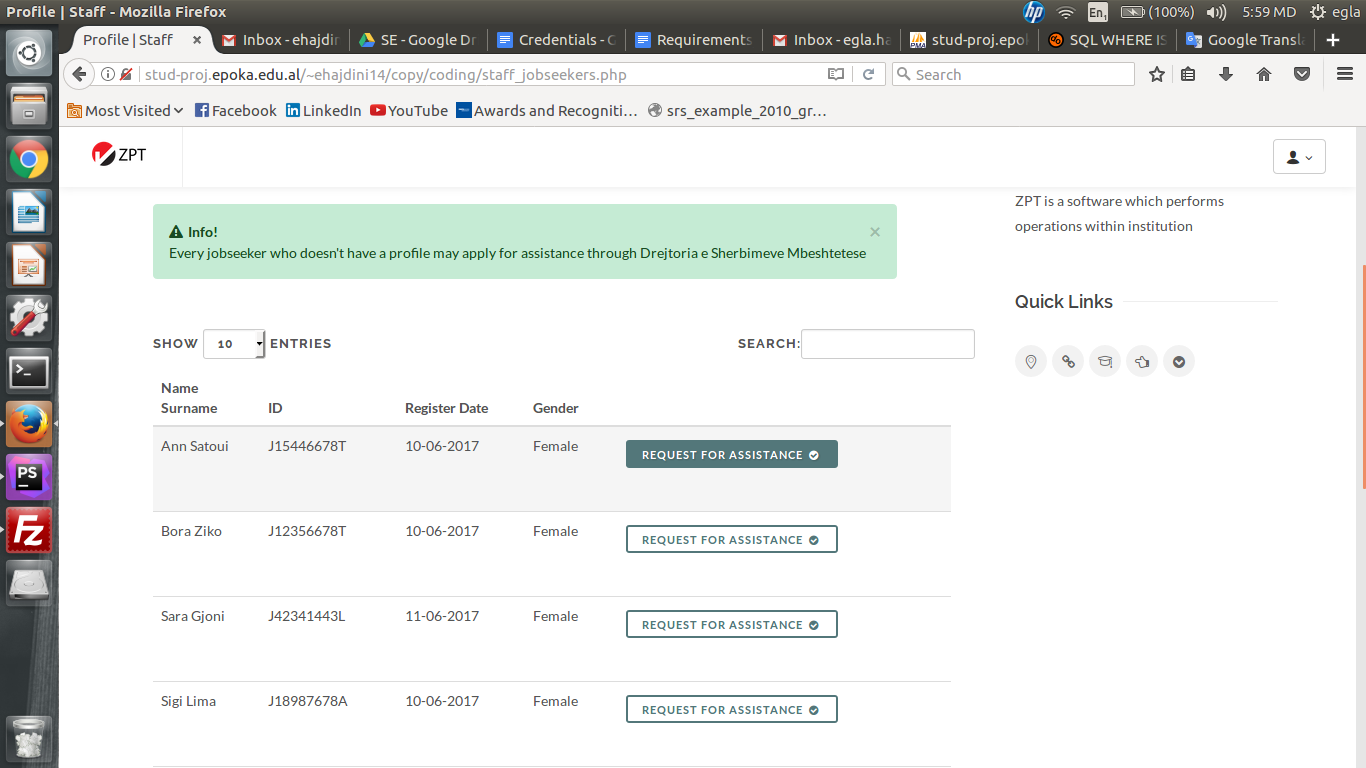 Profile | Staff - Mozilla Firefox
hp En1 (100%) 5:59 MD egla
Profile | Staff × Inbox - ehajdir SE - Google Dr Credentials - G Requirements Inbox - egla.ha stud-proj.epok SQL WHERE IS Google Transla
stud-proj.epoka.edu.al/~ehajdini14/copy/coding/staff_jobseekers.php Search
Most Visited Facebook LinkedIn YouTube Awards and Recogniti... srs_example_2010_gr...
ZPT
ZPT is a software which performs
operations within institution
Info! ×
Every jobseeker who doesn't have a profile may apply for assistance through Drejtoria e Sherbimeve Mbeshtetese
Quick Links
SHOW 10 ENTRIES SEARCH:
Name
Surname ID Register Date Gender
Ann Satoui J15446678T 10-06-2017 Female REQUEST FOR ASSISTANCE
Bora Ziko J12356678T 10-06-2017 Female REQUEST FOR ASSISTANCE
Sara Gjoni J42341443L 11-06-2017 Female REQUEST FOR ASSISTANCE
Sigi Lima J18987678A 10-06-2017 Female REQUEST FOR ASSISTANCE
PS
Fz